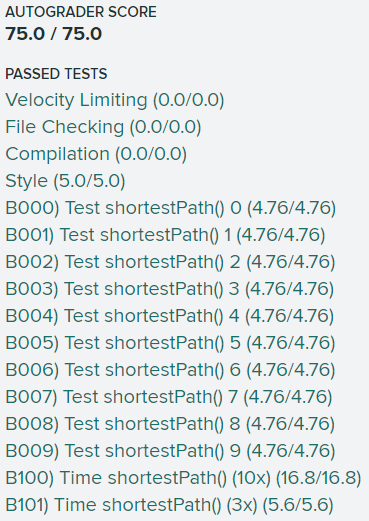 AUTOGRADER SCORE
75.0 / 75.0
PASSED TESTS
Velocity Limiting (0.0/0.0)
File Checking (0.0/0.0)
Compilation (0.0/0.0)
Style (5.0/5.0)
B000) Test shortestPath() 0 (4.76/4.76)
B001) Test shortestPath() 1 (4.76/4.76)
B002) Test shortestPath() 2 (4.76/4.76)
B003) Test shortestPath() 3 (4.76/4.76)
B004) Test shortestPath() 4 (4.76/4.76)
B005) Test shortestPath() 5 (4.76/4.76)
B006) Test shortestPath() 6 (4.76/4.76)
B007) Test shortestPath() 7 (4.76/4.76)
B008) Test shortestPath() 8 (4.76/4.76)
B009) Test shortestPath() 9 (4.76/4.76)
B100) Time shortestPath() (10x) (16.8/16.8)
B101) Time shortestPath() (3x) (5.6/5.6)